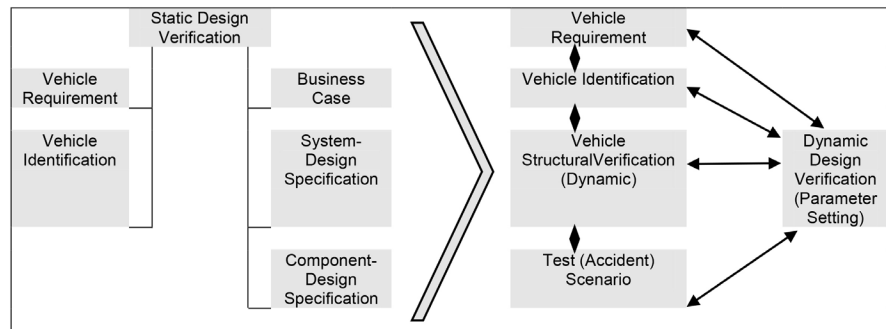 Static Design
Verification
Vehicle
Requirement
Vehicle
Identification
Business
Case
System-
Design
Specification
Component-
Design
Specification
Vehicle
Requirement
Vehicle Identification
Vehicle
StructuralVerification
(Dynamic)
Test (Accident)
Scenario
Dynamic
Design
Verification
(Parameter
Setting)